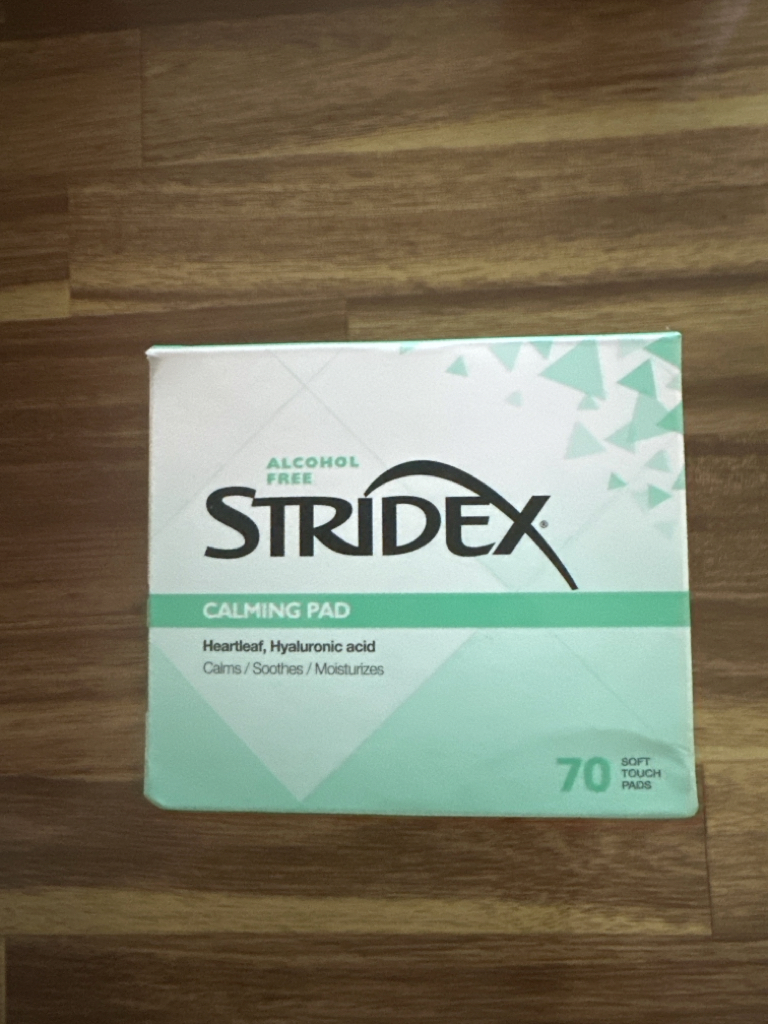 ALCOHOL
FREE
STRIDEX®
CALMING PAD
Heartleaf, Hyaluronic acid
Calms / Soothes / Moisturizes
70 SOFT
TOUCH
PADS